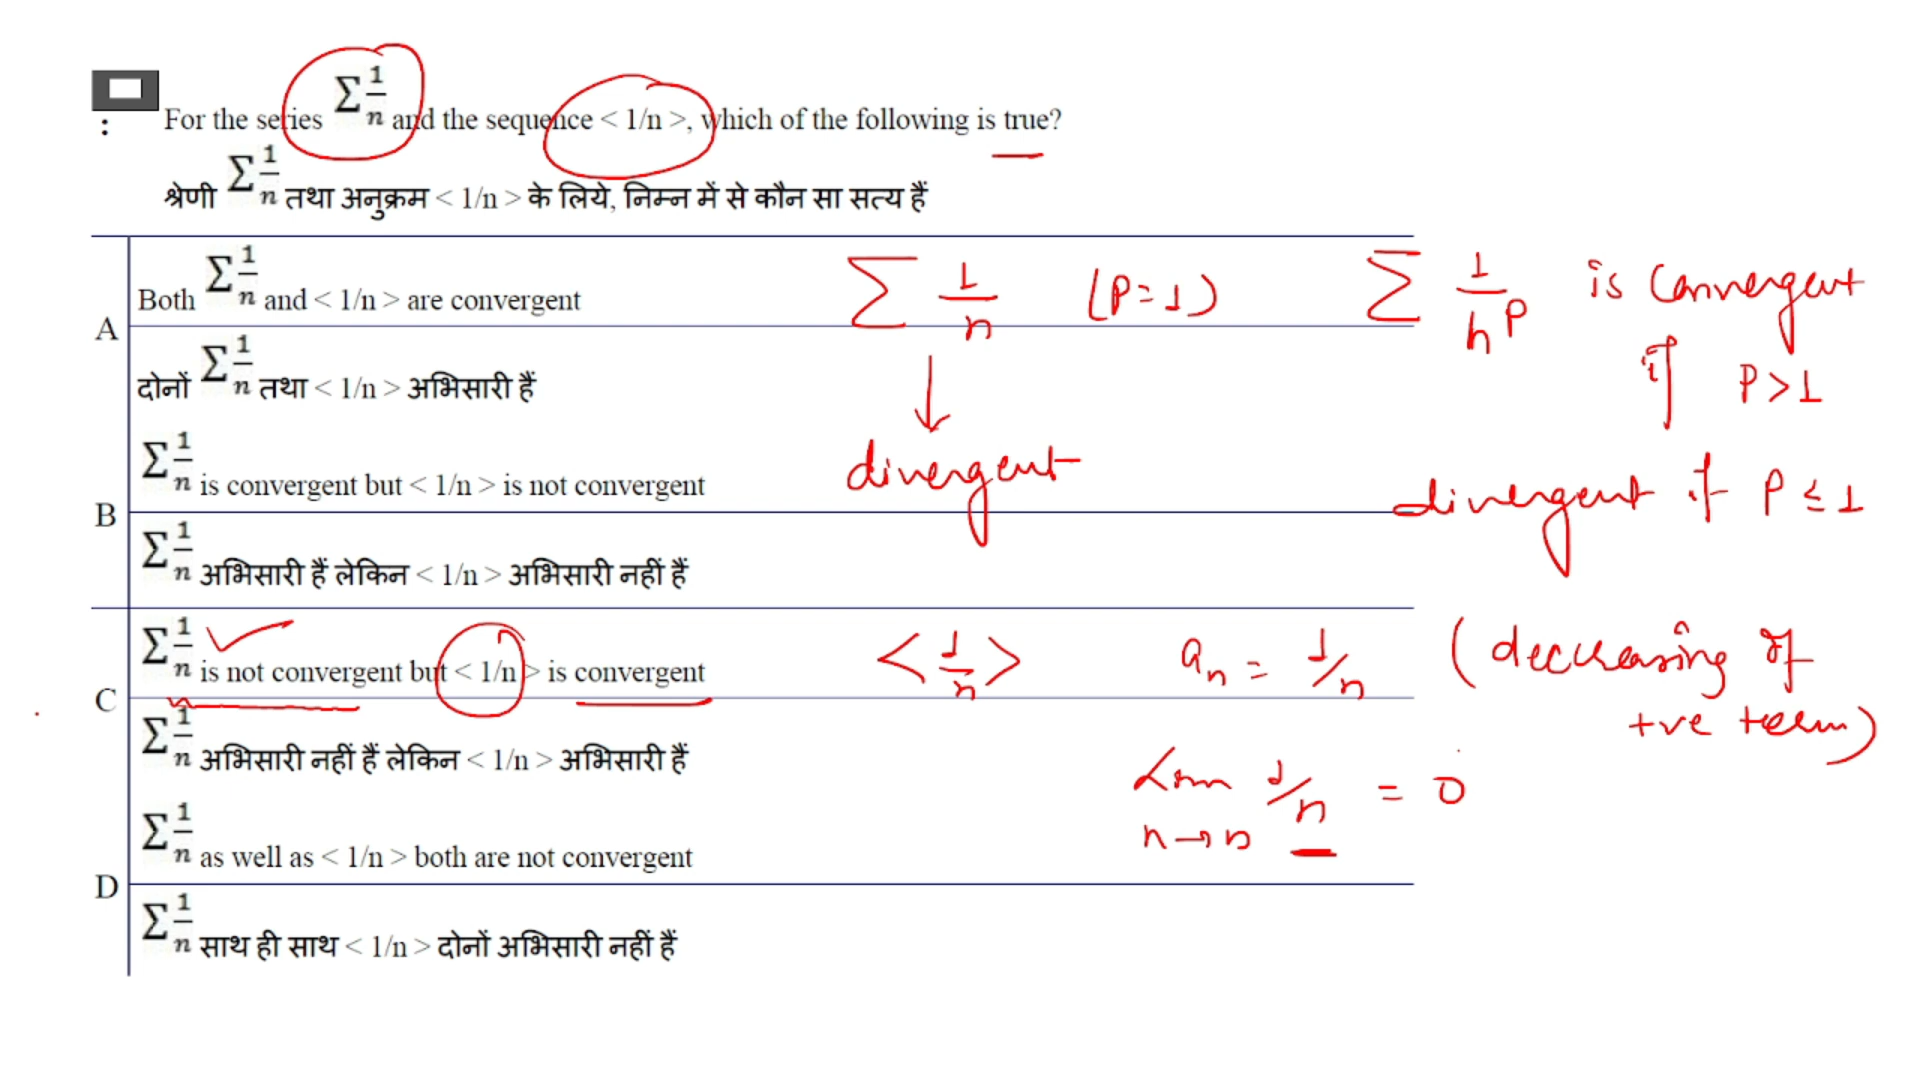 For the series ∑ 1/n and the sequence < 1/n >, which of the following is true?
:
श्रेणी ∑ 1/n तथा अनुक्रम < 1/n > के लिये, निम्न में से कौन सा सत्य हैं
A
Both ∑ 1/n and < 1/n > are convergent
दोनों ∑ 1/n तथा < 1/n > अभिसारी हैं
B
∑ 1/n is convergent but < 1/n > is not convergent
∑ 1/n अभिसारी हैं लेकिन < 1/n > अभिसारी नहीं हैं
C
∑ 1/n is not convergent but < 1/n > is convergent
∑ 1/n अभिसारी नहीं हैं लेकिन < 1/n > अभिसारी हैं
D
∑ 1/n as well as < 1/n > both are not convergent
∑ 1/n साथ ही साथ < 1/n > दोनों अभिसारी नहीं हैं
∑ 1/n (P=1)
↓
divergent
∑ 1/n^P is convergent
if P>1
divergent if P ≤ 1
< 1/n > an = 1/n (decreasing of
+ve term)
Lim 1/n = 0
n→